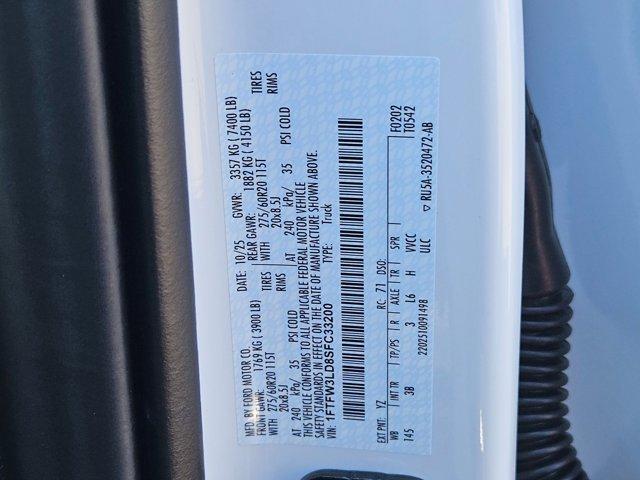 MFD. BY FORD MOTOR CO.
DATE: 10/25 GVWR: 3357 KG ( 7400 LB)
FRONT GAWR: 1769 KG (3900 LB) REAR GAWR: 1882 KG ( 4150 LB)
WITH 275/60R20 115T TIRES WITH 275/60R20 115T TIRES
20x8.5J RIMS 20x8.5J RIMS
AT 240 kPa/ 35 PSI COLD AT 240 kPa/ 35 PSI COLD
THIS VEHICLE CONFORMS TO ALL APPLICABLE FEDERAL MOTOR VEHICLE
SAFETY STANDARDS IN EFFECT ON THE DATE OF MANUFACTURE SHOWN ABOVE.
VIN: 1FTFW3LD8SFC33200 TYPE: Truck
F0202
T0542
EXT PNT: YZ RC: 71 DSO:
WB INT TR TP/PS R AXLE TR SPR
145 3B 3 L6 H VVCC
ULC
2202510091498
▽ RU5A-3520472-AB